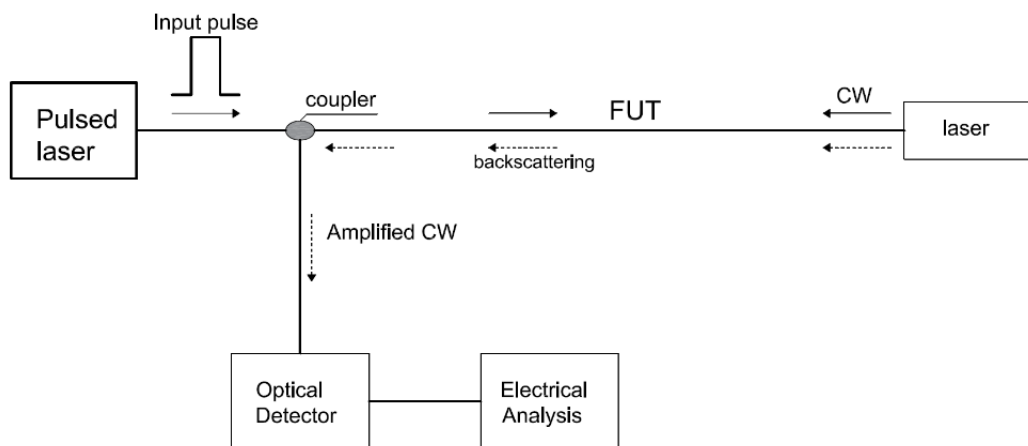 Input pulse
Pulsed
laser
coupler
FUT
CW
laser
backscattering
Amplified CW
Optical
Detector
Electrical
Analysis